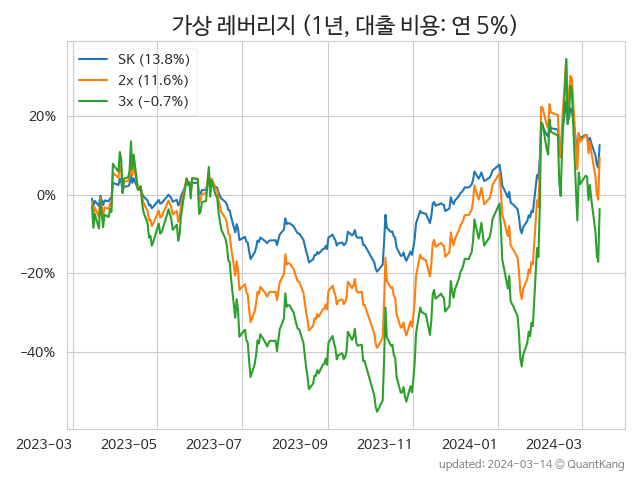 가상 레버리지 (1년, 대출 비용: 연 5%)
SK (13.8%)
2x (11.6%)
3x (−0.7%)
20%
0%
−20%
−40%
2023−03 2023−05 2023−07 2023−09 2023−11 2024−01 2024−03
updated: 2024-03-14 © QuantKang